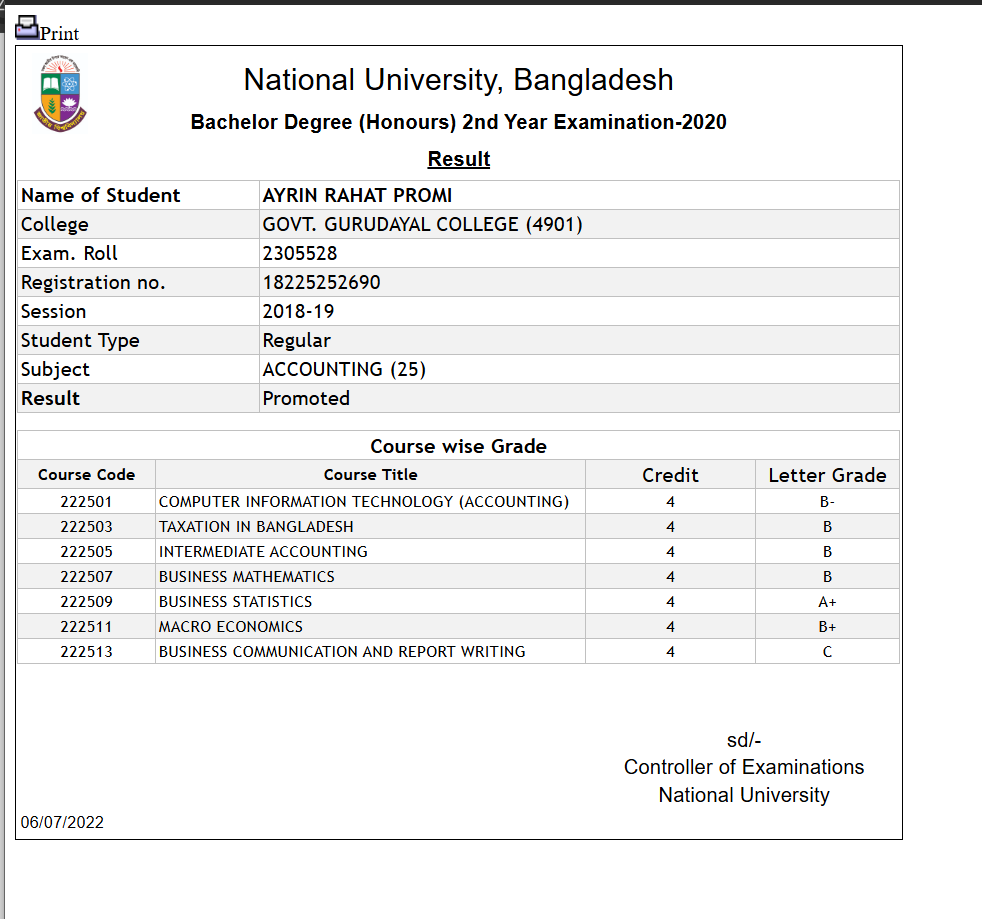 Print
National University, Bangladesh
Bachelor Degree (Honours) 2nd Year Examination-2020
Result
Name of Student AYRIN RAHAT PROMI
College GOVT. GURUDAYAL COLLEGE (4901)
Exam. Roll 2305528
Registration no. 18225252690
Session 2018-19
Student Type Regular
Subject ACCOUNTING (25)
Result Promoted
Course wise Grade
Course Code Course Title Credit Letter Grade
222501 COMPUTER INFORMATION TECHNOLOGY (ACCOUNTING) 4 B-
222503 TAXATION IN BANGLADESH 4 B
222505 INTERMEDIATE ACCOUNTING 4 B
222507 BUSINESS MATHEMATICS 4 B
222509 BUSINESS STATISTICS 4 A+
222511 MACRO ECONOMICS 4 B+
222513 BUSINESS COMMUNICATION AND REPORT WRITING 4 C
sd/-
Controller of Examinations
National University
06/07/2022